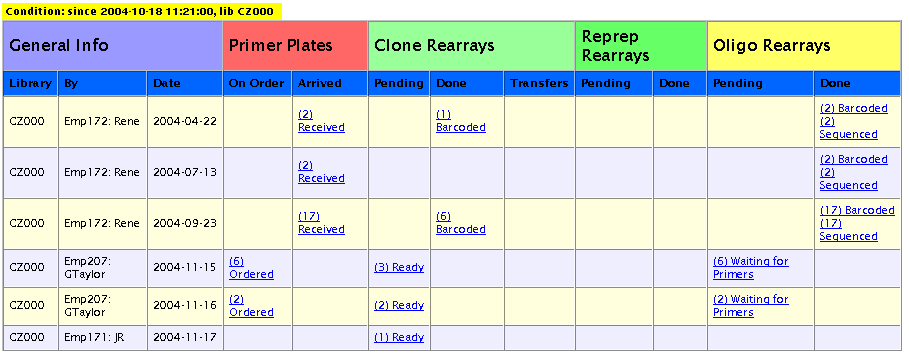 Condition: since 2004-10-18 11:21:00, lib CZ000
General Info Primer Plates Clone Rearrays Reprep Rearrays Oligo Rearrays
Library By Date On Order Arrived Pending Done Transfers Pending Done Pending Done
CZ000 Emp172: Rene 2004-04-22 (2) Received (1) Barcoded (2) Barcoded (2) Sequenced
CZ000 Emp172: Rene 2004-07-13 (2) Received (2) Barcoded (2) Sequenced
CZ000 Emp172: Rene 2004-09-23 (17) Received (6) Barcoded (17) Barcoded (17) Sequenced
CZ000 Emp207: GTaylor 2004-11-15 (6) Ordered (3) Ready (6) Waiting for Primers
CZ000 Emp207: GTaylor 2004-11-16 (2) Ordered (2) Ready (2) Waiting for Primers
CZ000 Emp171: JR 2004-11-17 (1) Ready